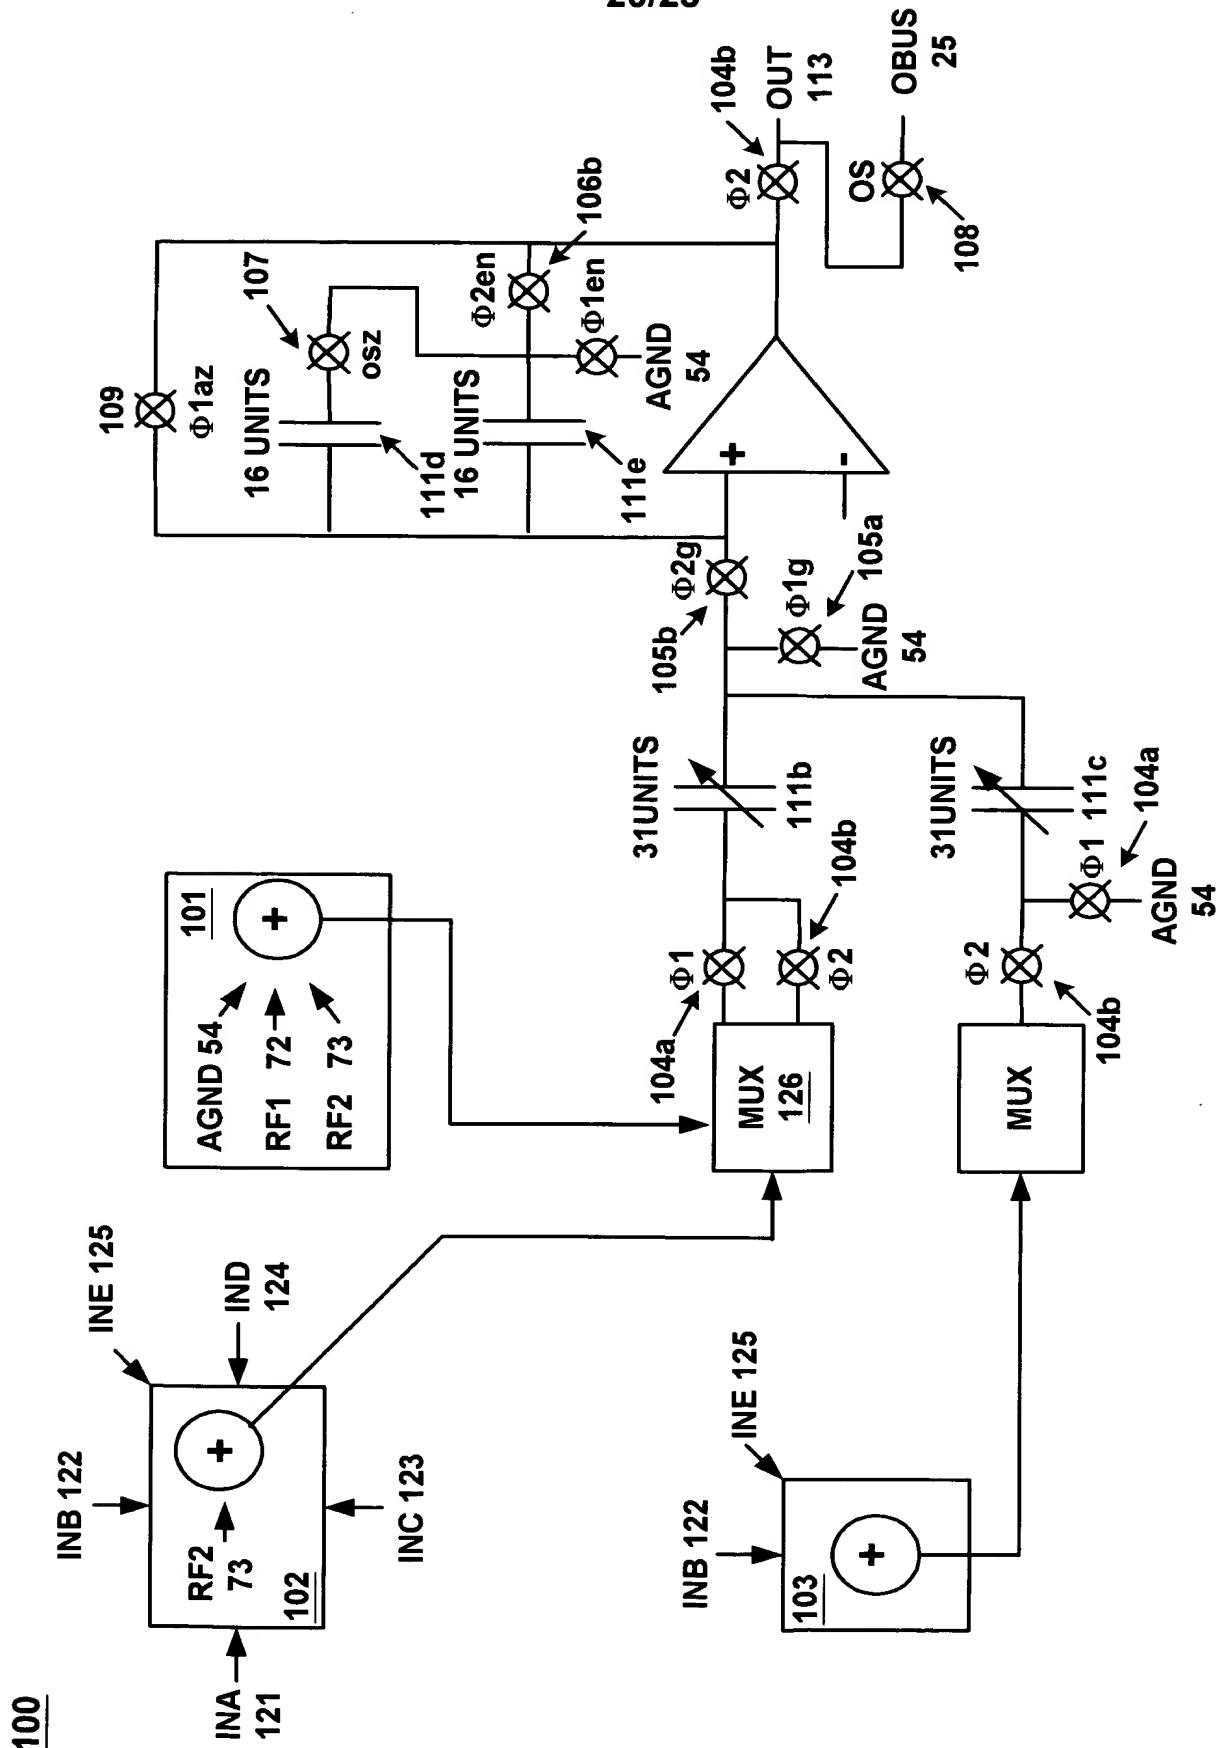 100
INA
121
INB 122
INE 125
IND
124
INC 123
RF2
73
102
101
AGND 54
RF1 72
RF2 73
INB 122
INE 125
103
MUX
126
MUX
104a
Φ1
Φ2
104b
Φ2
104b
Φ1
104a
AGND
54
31UNITS
111b
31UNITS
111c
105b
Φ2g
Φ1g
105a
AGND
54
109
Φ1az
16 UNITS
111d
107
osz
16 UNITS
111e
Φ2en
106b
Φ1en
AGND
54
+
-
Φ2
104b
OUT
113
OS
108
OBUS
25